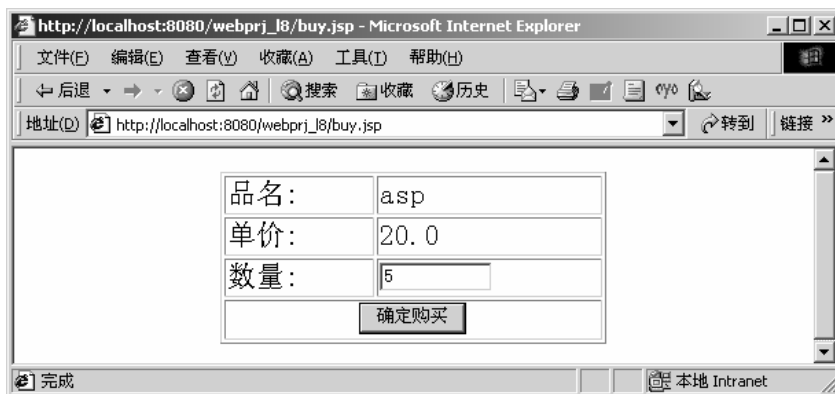 http://localhost:8080/webprj_l8/buy.jsp - Microsoft Internet Explorer
文件(F) 编辑(E) 查看(V) 收藏(A) 工具(T) 帮助(H)
后退 搜索 收藏 历史
地址(D) http://localhost:8080/webprj_l8/buy.jsp 转到 链接 »
品名: asp
单价: 20.0
数量: 5
确定购买
完成 本地 Intranet